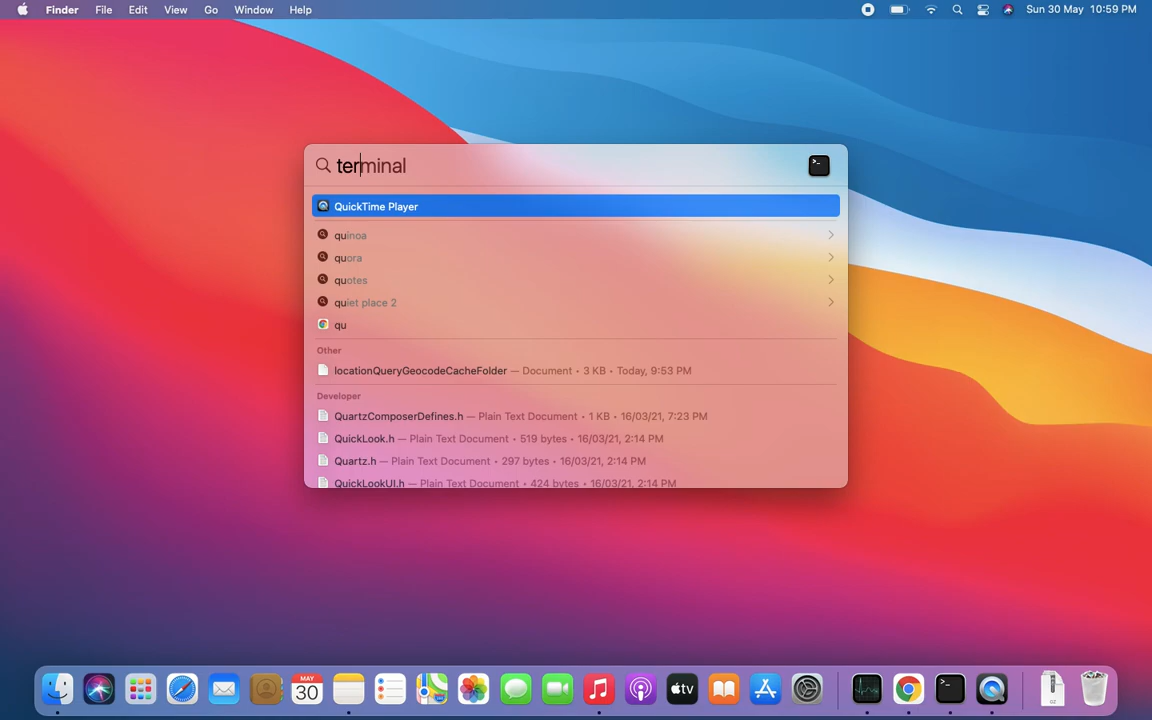 Finder File Edit View Go Window Help Sun 30 May 10:59 PM
terminal
QuickTime Player
quinoa
quora
quotes
quiet place 2
qu
Other
locationQueryGeocodeCacheFolder — Document • 3 KB • Today, 9:53 PM
Developer
QuartzComposerDefines.h — Plain Text Document • 1 KB • 16/03/21, 7:23 PM
QuickLook.h — Plain Text Document • 519 bytes • 16/03/21, 2:14 PM
Quartz.h — Plain Text Document • 297 bytes • 16/03/21, 2:14 PM
QuickLookUI.h — Plain Text Document • 424 bytes • 16/03/21, 2:14 PM
MAY
30
tv
GZ